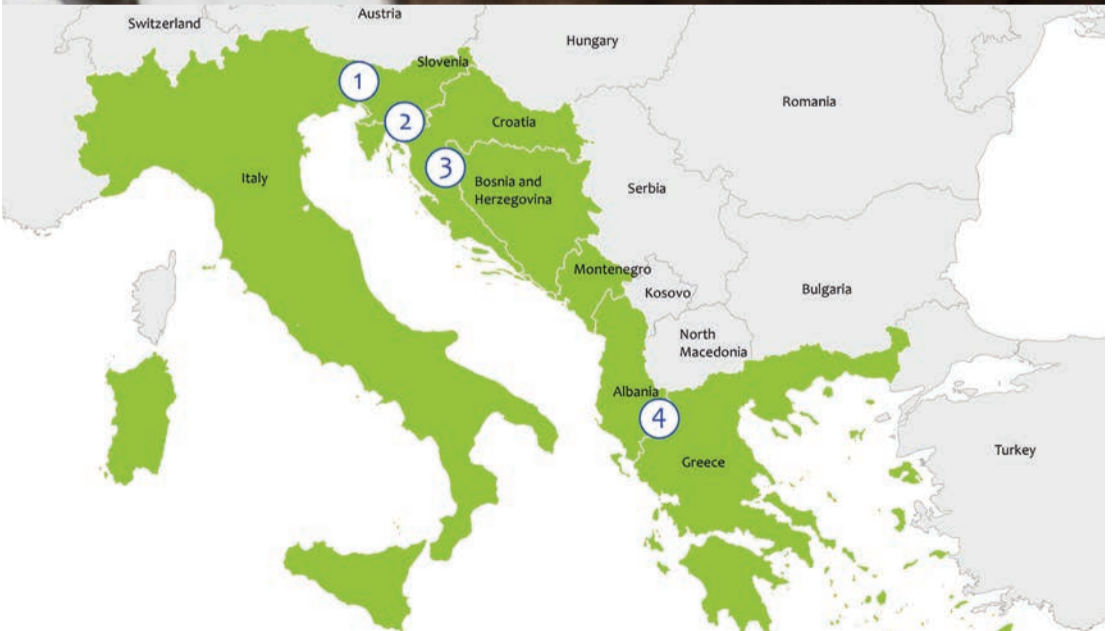 Austria
Switzerland
Hungary
Slovenia
1
Romania
2
Croatia
3
Italy
Bosnia and
Herzegovina
Serbia
Montenegro
Kosovo
Bulgaria
North
Macedonia
Albania
4
Turkey
Greece